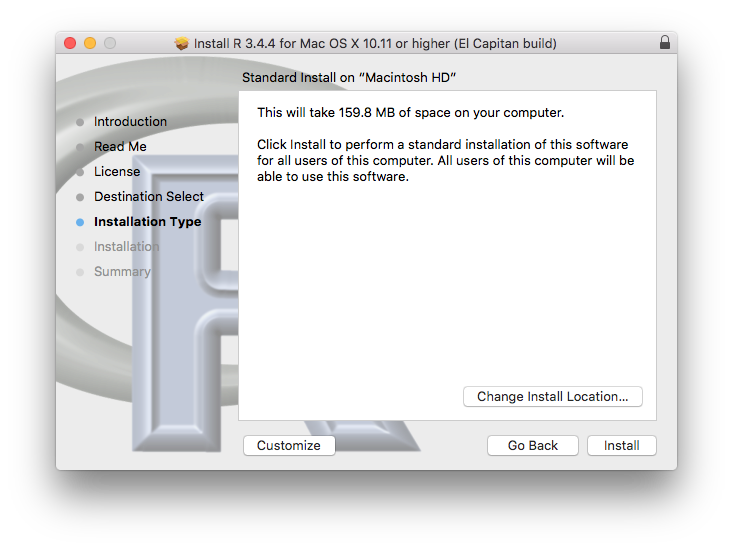 Install R 3.4.4 for Mac OS X 10.11 or higher (El Capitan build)
Standard Install on “Macintosh HD”
Introduction
Read Me
License
Destination Select
Installation Type
Installation
Summary
This will take 159.8 MB of space on your computer.
Click Install to perform a standard installation of this software
for all users of this computer. All users of this computer will be
able to use this software.
Change Install Location...
Customize
Go Back
Install